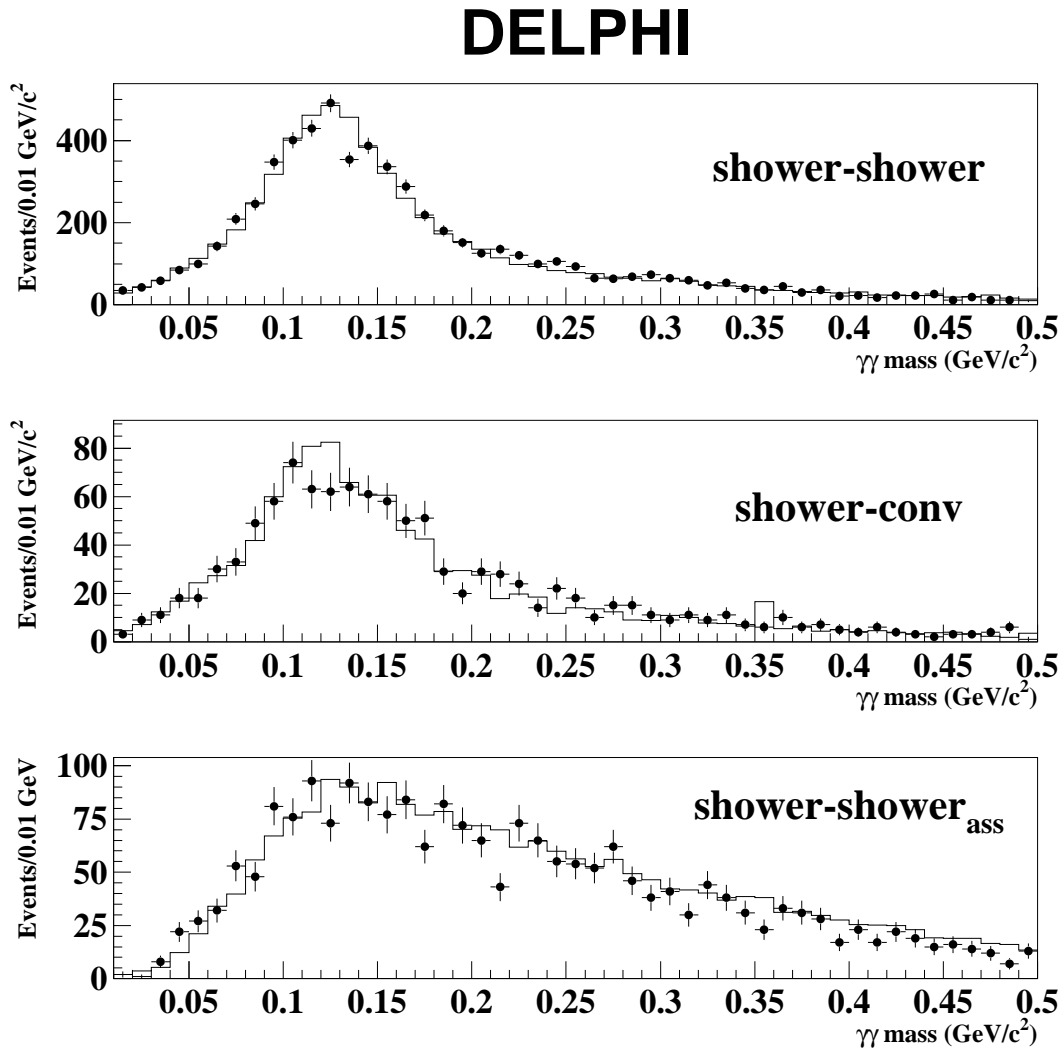 DELPHI
Events/0.01 GeV/c²
400
200
0
shower-shower
0.05 0.1 0.15 0.2 0.25 0.3 0.35 0.4 0.45 0.5
γγ mass (GeV/c²)
Events/0.01 GeV/c²
80
60
40
20
0
shower-conv
0.05 0.1 0.15 0.2 0.25 0.3 0.35 0.4 0.45 0.5
γγ mass (GeV/c²)
Events/0.01 GeV
100
75
50
25
0
shower-shower_ass
0.05 0.1 0.15 0.2 0.25 0.3 0.35 0.4 0.45 0.5
γγ mass (GeV/c²)